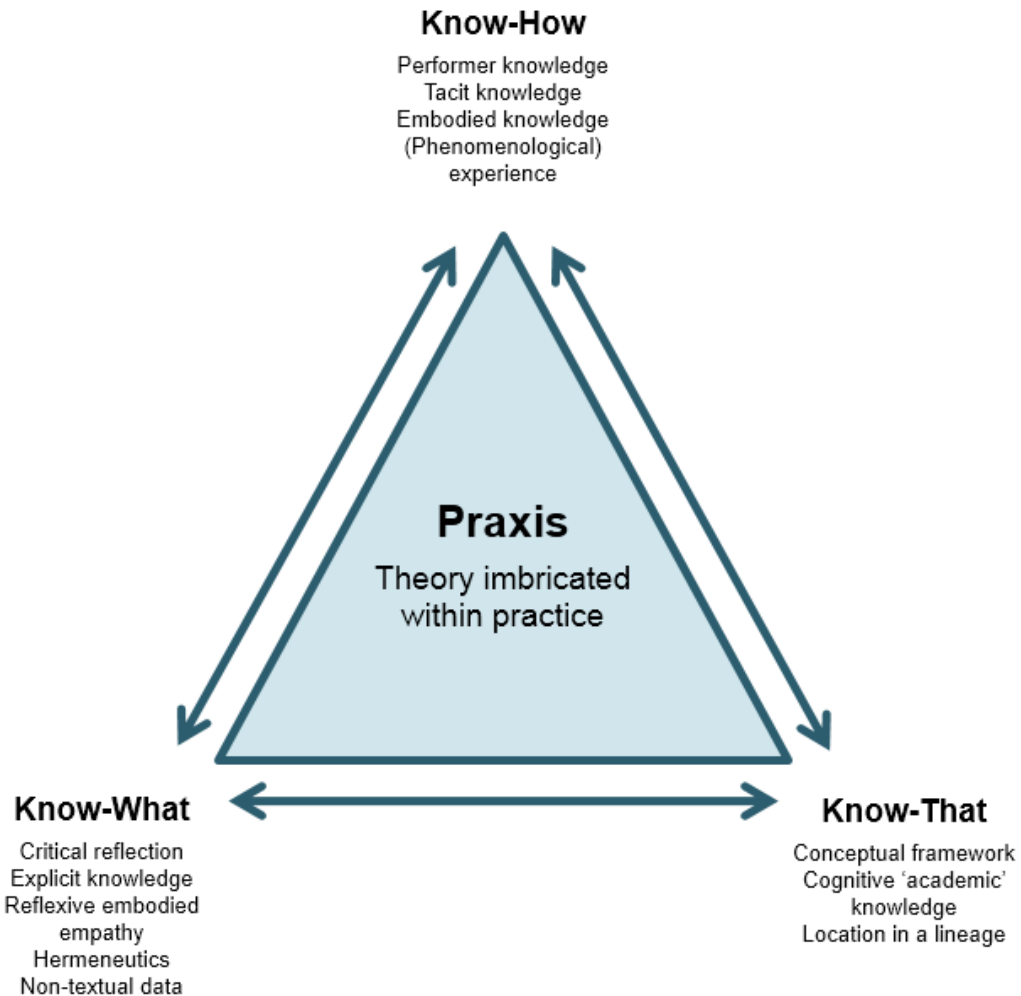 Know-How
Performer knowledge
Tacit knowledge
Embodied knowledge
(Phenomenological)
experience
Praxis
Theory imbricated
within practice
Know-What
Critical reflection
Explicit knowledge
Reflexive embodied
empathy
Hermeneutics
Non-textual data
Know-That
Conceptual framework
Cognitive ‘academic’
knowledge
Location in a lineage